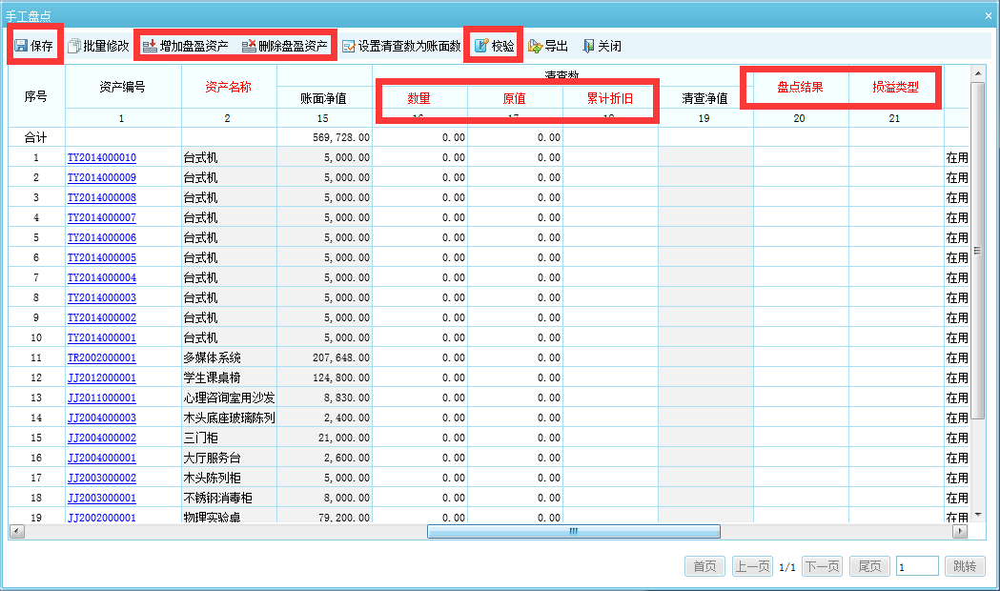 手工盘点
保存 批量修改 增加盘盈资产 删除盘盈资产 设置清查数为账面数 校验 导出 关闭
清查数
序号 资产编号 资产名称 账面净值 数量 原值 累计折旧 清查净值 盘点结果 损溢类型
1 2 15 16 17 18 19 20 21
合计 569,728.00 0.00 0.00
1 TY2014000010 台式机 5,000.00 0.00 0.00 在用
2 TY2014000009 台式机 5,000.00 0.00 0.00 在用
3 TY2014000008 台式机 5,000.00 0.00 0.00 在用
4 TY2014000007 台式机 5,000.00 0.00 0.00 在用
5 TY2014000006 台式机 5,000.00 0.00 0.00 在用
6 TY2014000005 台式机 5,000.00 0.00 0.00 在用
7 TY2014000004 台式机 5,000.00 0.00 0.00 在用
8 TY2014000003 台式机 5,000.00 0.00 0.00 在用
9 TY2014000002 台式机 5,000.00 0.00 0.00 在用
10 TY2014000001 台式机 5,000.00 0.00 0.00 在用
11 TR2002000001 多媒体系统 207,648.00 0.00 0.00 在用
12 JJ2012000001 学生课桌椅 124,800.00 0.00 0.00 在用
13 JJ2011000001 心理咨询室用沙发 8,830.00 0.00 0.00 在用
14 JJ2004000003 木头底座玻璃陈列 2,400.00 0.00 0.00 在用
15 JJ2004000002 三门柜 21,000.00 0.00 0.00 在用
16 JJ2004000001 大厅服务台 2,600.00 0.00 0.00 在用
17 JJ2003000002 木头陈列柜 5,000.00 0.00 0.00 在用
18 JJ2003000001 不锈钢消毒柜 8,000.00 0.00 0.00 在用
19 JJ2002000001 物理实验桌 79,200.00 0.00 0.00 在用
首页 上一页 1/1 下一页 尾页 1 跳转